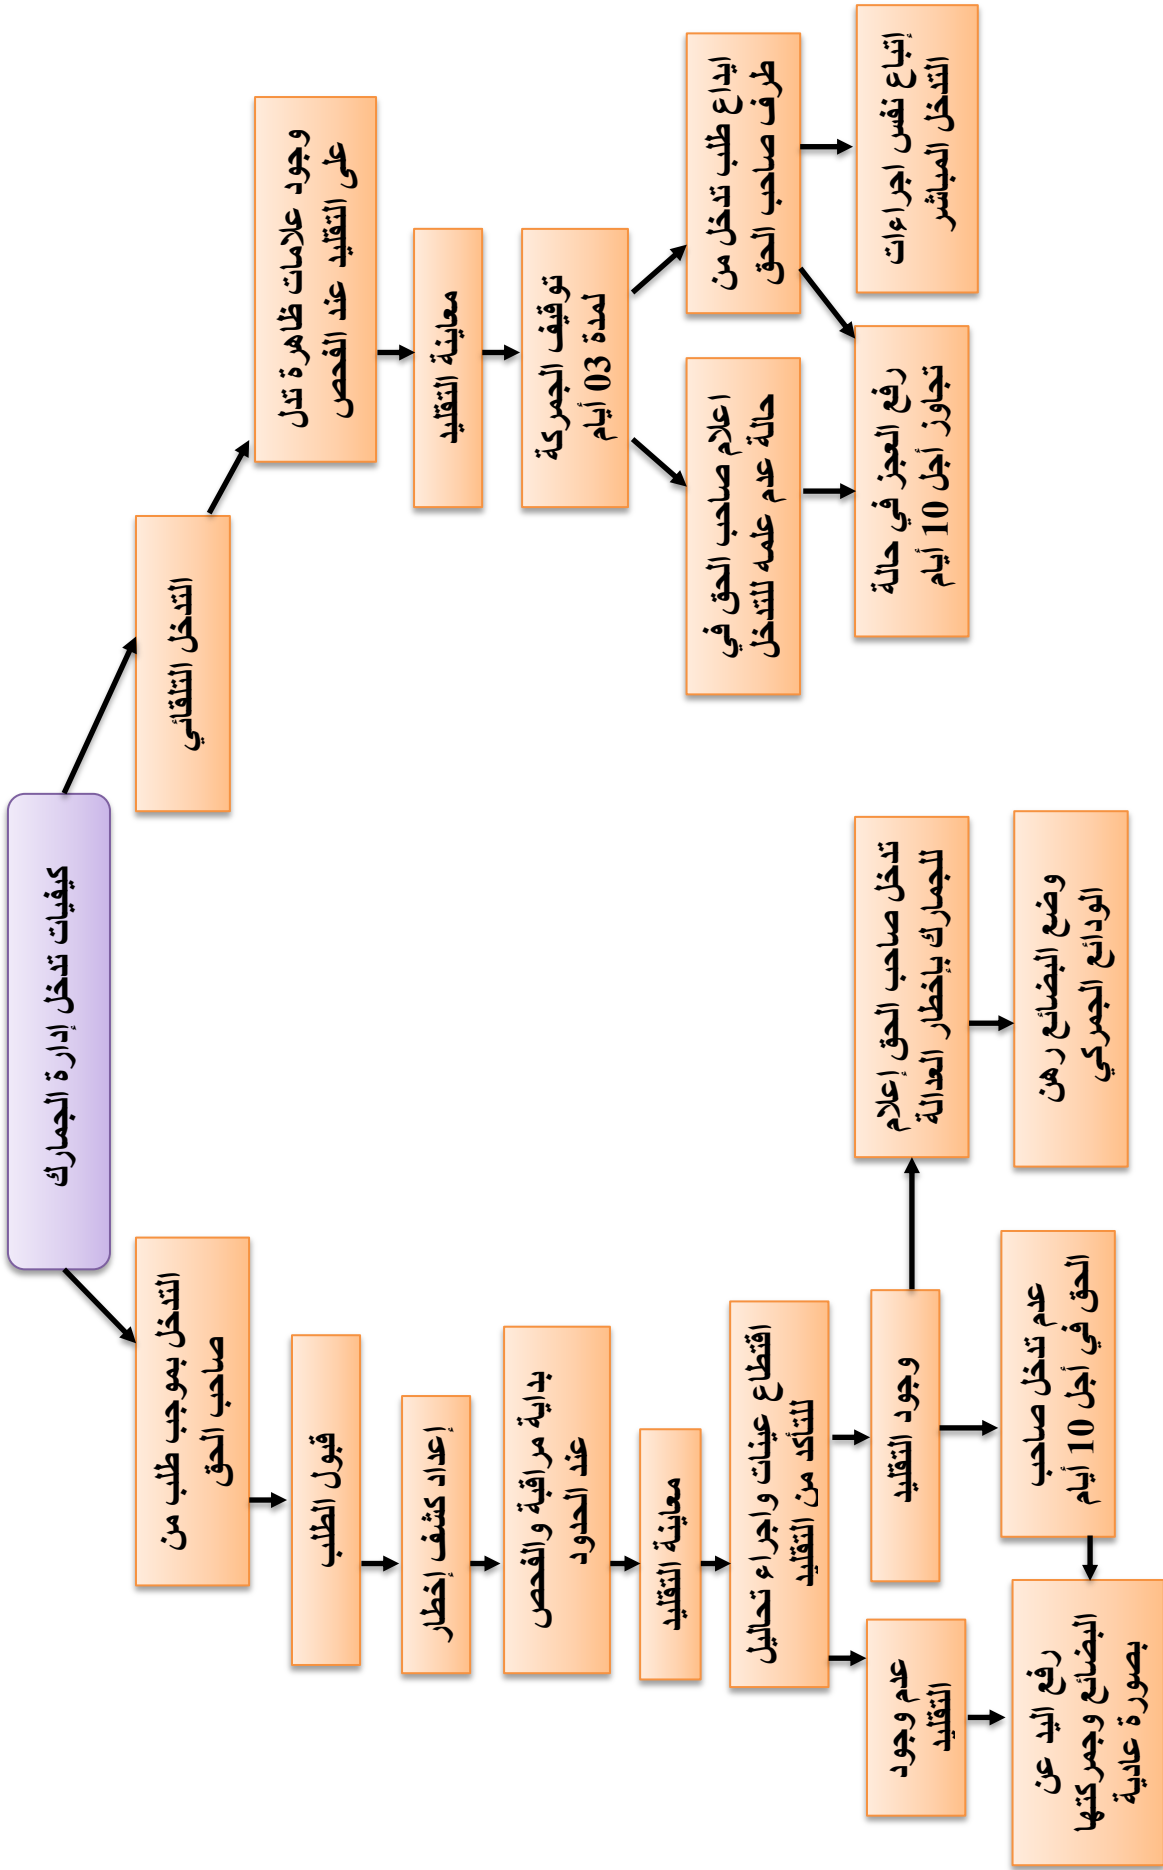 كيفيات تدخل إدارة الجمارك
التدخل التلقائي
وجود علامات ظاهرة تدل
على التقليد عند الفحص
معاينة التقليد
توقيف الجمركة
لمدة 03 أيام
ايداع طلب تدخل من
طرف صاحب الحق
اعلام صاحب الحق في
حالة عدم علمه للتدخل
إتباع نفس اجراءات
التدخل المباشر
رفع العجز في حالة
تجاوز أجل 10 أيام
التدخل بموجب طلب من
صاحب الحق
قبول الطلب
إعداد كشف إخطار
بداية مراقبة والفحص
عند الحدود
معاينة التقليد
اقتطاع عينات واجراء تحاليل
للتأكد من التقليد
وجود التقليد
عدم وجود
التقليد
تدخل صاحب الحق إعلام
للجمارك بإخطار العدالة
وضع البضائع رهن
الودائع الجمركي
عدم تدخل صاحب
الحق في أجل 10 أيام
رفع اليد عن
البضائع وجمركتها
بصورة عادية